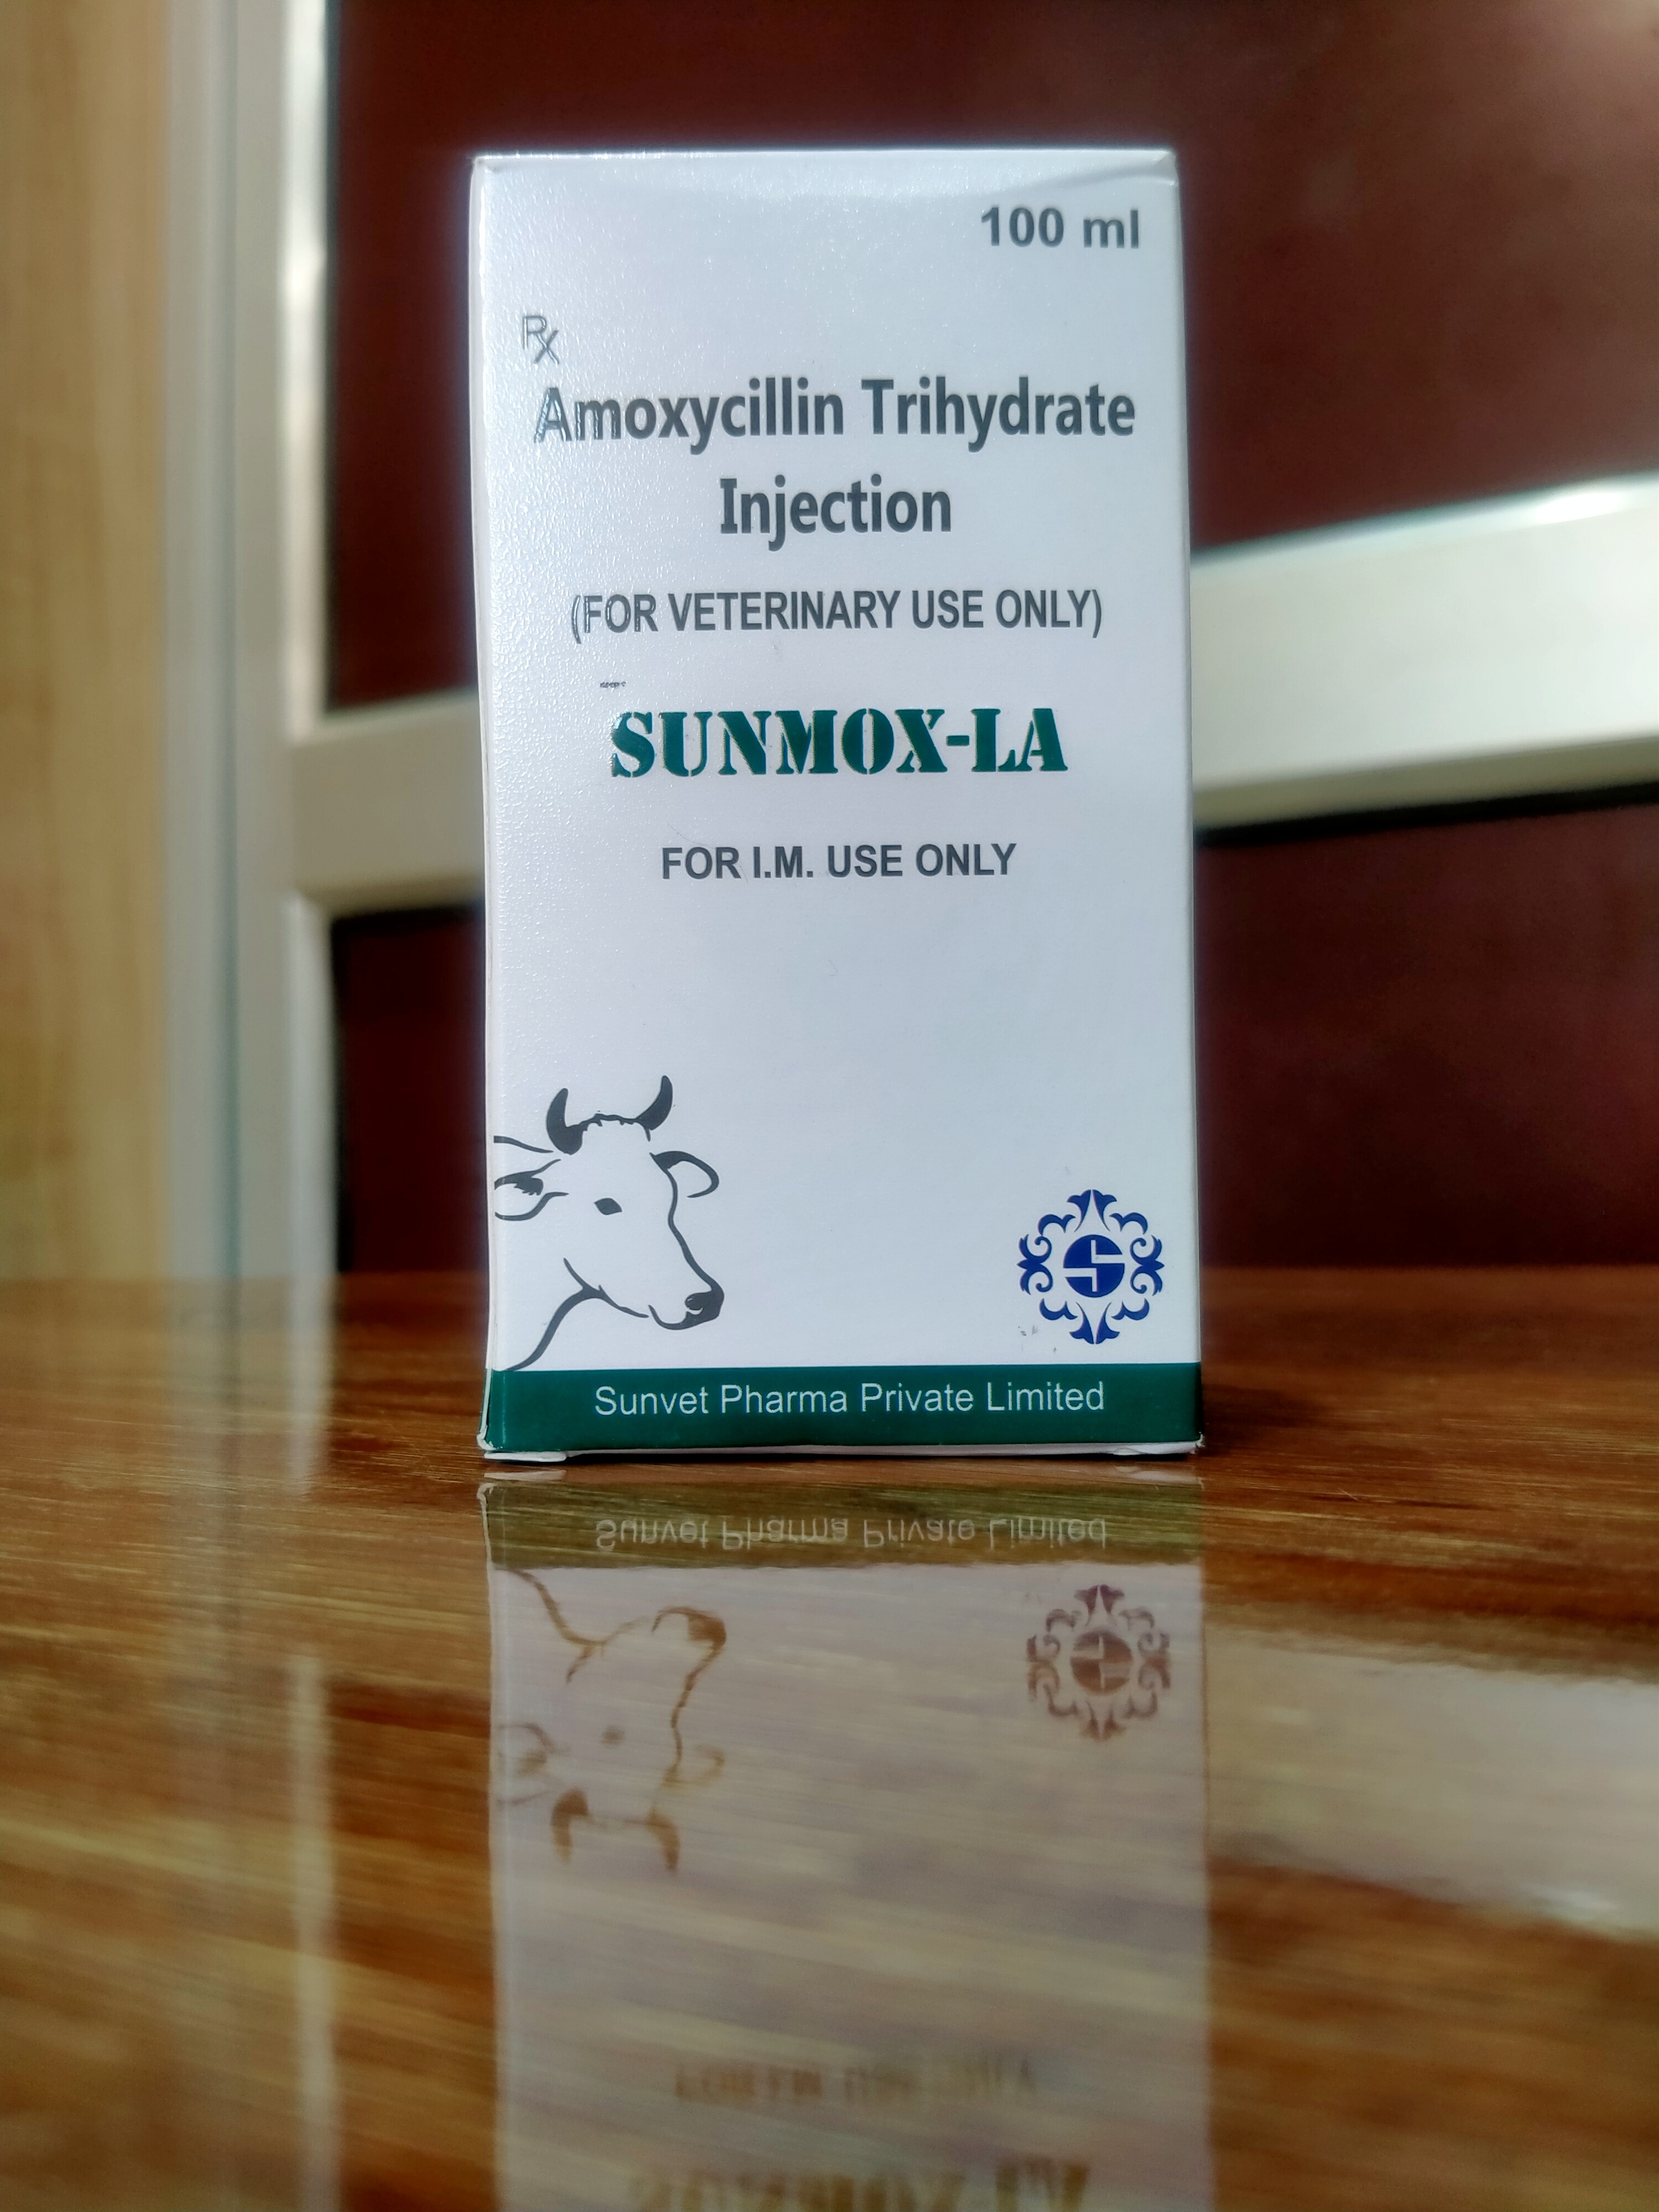 100 ml
Rx
Amoxycillin Trihydrate
Injection
(FOR VETERINARY USE ONLY)
SUNMOX-LA
FOR I.M. USE ONLY
S
Sunvet Pharma Private Limited